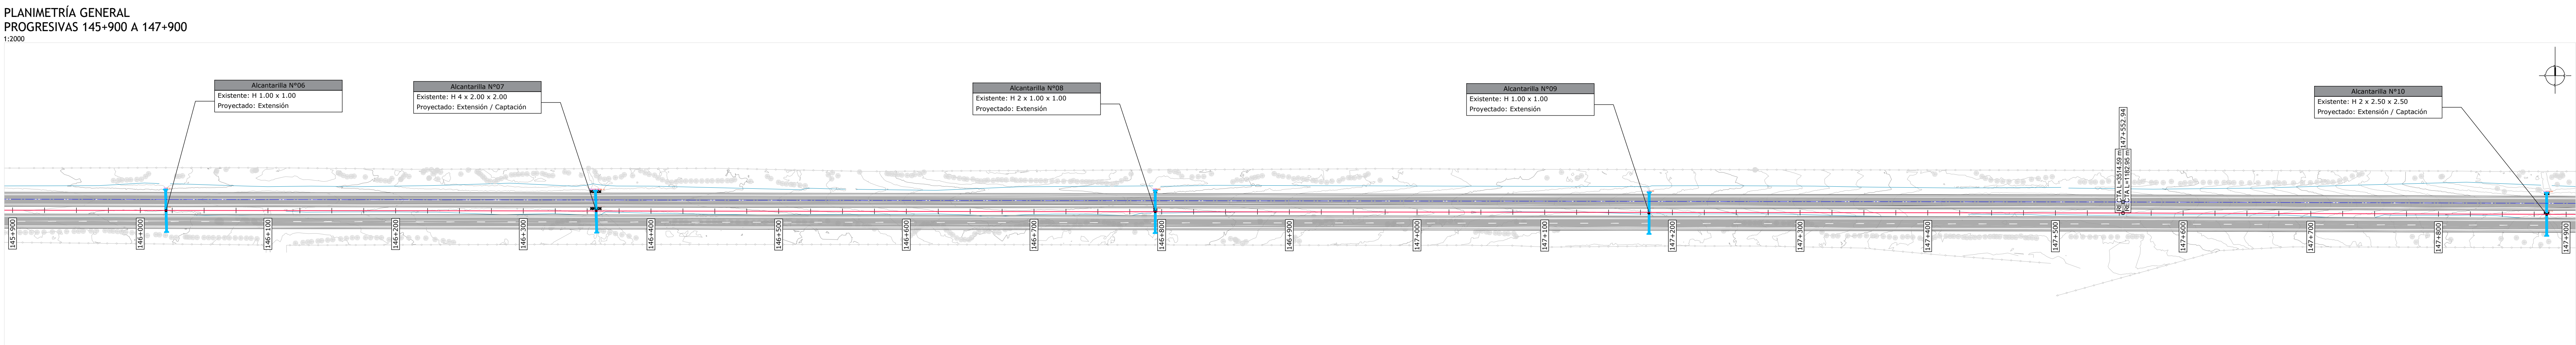 PLANIMETRÍA GENERAL
PROGRESIVAS 145+900 A 147+900
1:2000
Alcantarilla N°06
Existente: H 1.00 x 1.00
Proyectado: Extensión
Alcantarilla N°07
Existente: H 4 x 2.00 x 2.00
Proyectado: Extensión / Captación
Alcantarilla N°08
Existente: H 2 x 1.00 x 1.00
Proyectado: Extensión
Alcantarilla N°09
Existente: H 1.00 x 1.00
Proyectado: Extensión
Alcantarilla N°10
Existente: H 2 x 2.50 x 2.50
Proyectado: Extensión / Captación
147+552.94
L=5514.59 m
L=1182.95 m
145+900
146+000
146+100
146+200
146+300
146+400
146+500
146+600
146+700
146+800
146+900
147+000
147+100
147+200
147+300
147+400
147+500
147+600
147+700
147+800
147+900